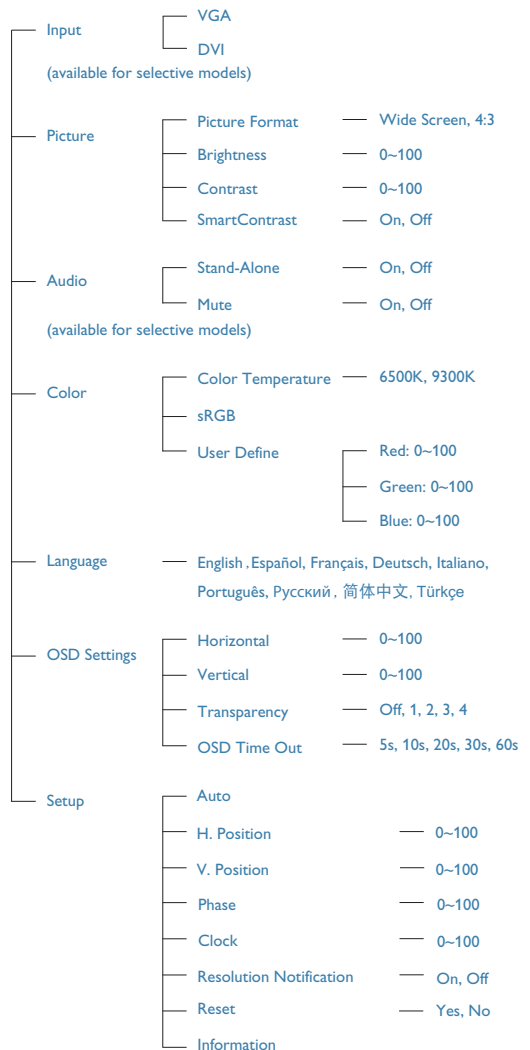 Input
VGA
DVI
(available for selective models)
Picture
Picture Format
Wide Screen, 4:3
Brightness
0~100
Contrast
0~100
SmartContrast
On, Off
Audio
Stand-Alone
On, Off
Mute
On, Off
(available for selective models)
Color
Color Temperature
6500K, 9300K
sRGB
User Define
Red: 0~100
Green: 0~100
Blue: 0~100
Language
English , Español, Français, Deutsch, Italiano,
Português, Русский , 简体中文, Türkçe
OSD Settings
Horizontal
0~100
Vertical
0~100
Transparency
Off, 1, 2, 3, 4
OSD Time Out
5s, 10s, 20s, 30s, 60s
Setup
Auto
H. Position
0~100
V. Position
0~100
Phase
0~100
Clock
0~100
Resolution Notification
On, Off
Reset
Yes, No
Information